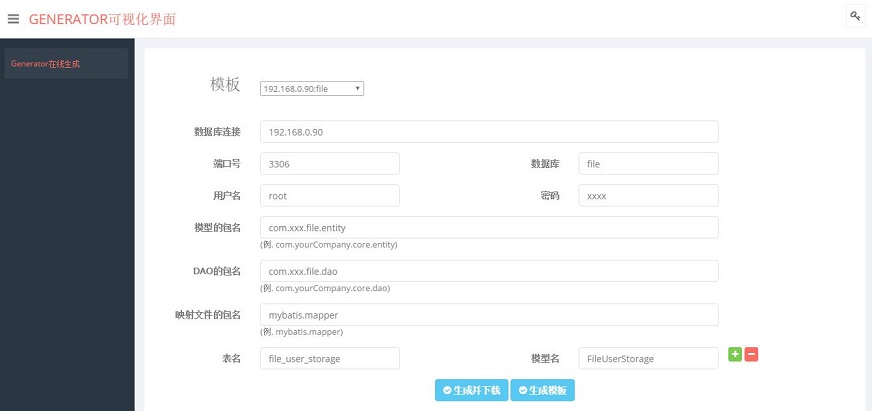 GENERATOR可视化界面
Generator在线生成
模板 192.168.0.90:file
数据库连接 192.168.0.90
端口号 3306 数据库 file
用户名 root 密码 xxxx
模型的包名 com.xxx.file.entity
(例. com.yourCompany.core.entity)
DAO的包名 com.xxx.file.dao
(例. com.yourCompany.core.dao)
映射文件的包名 mybatis.mapper
(例. mybatis.mapper)
表名 file_user_storage 模型名 FileUserStorage
生成并下载 生成模板